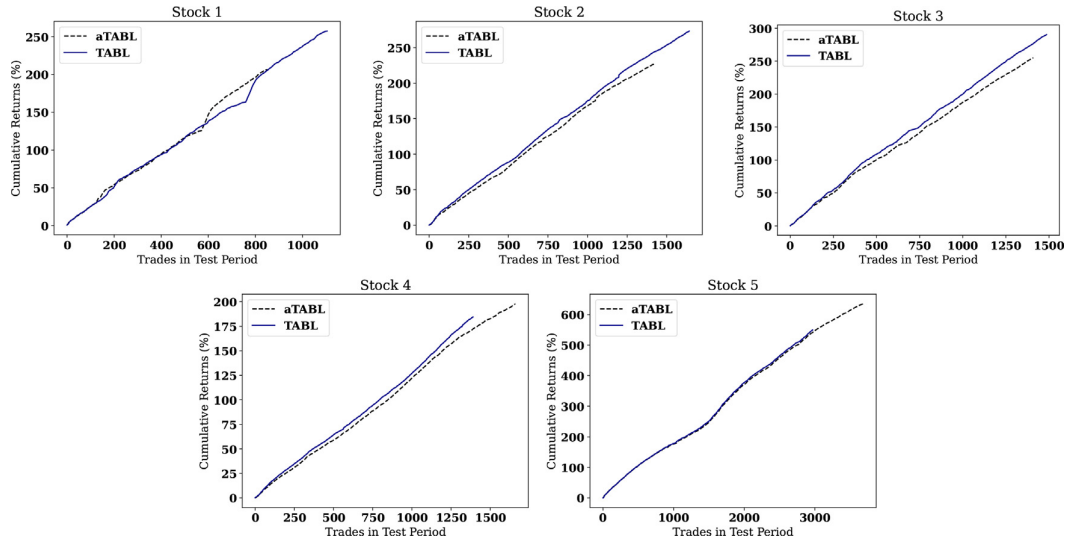 Stock 1
aTABL
TABL
Cumulative Returns (%)
250
200
150
100
50
0
0 200 400 600 800 1000
Trades in Test Period
Stock 2
aTABL
TABL
Cumulative Returns (%)
250
200
150
100
50
0
0 250 500 750 1000 1250 1500
Trades in Test Period
Stock 3
aTABL
TABL
Cumulative Returns (%)
300
250
200
150
100
50
0
0 250 500 750 1000 1250 1500
Trades in Test Period
Stock 4
aTABL
TABL
Cumulative Returns (%)
200
175
150
125
100
75
50
25
0
0 250 500 750 1000 1250 1500
Trades in Test Period
Stock 5
aTABL
TABL
Cumulative Returns (%)
600
500
400
300
200
100
0
0 1000 2000 3000
Trades in Test Period